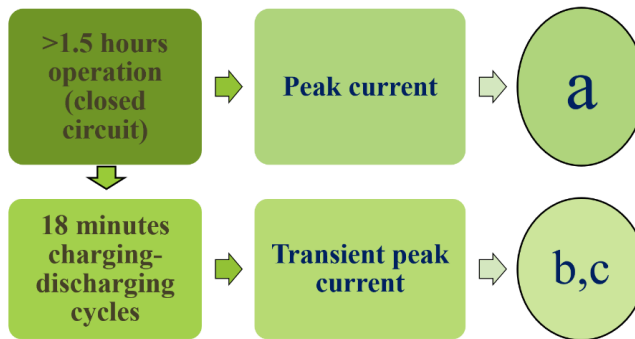 >1.5 hours
operation
(closed
circuit)
Peak current
a
18 minutes
charging-
discharging
cycles
Transient peak
current
b,c